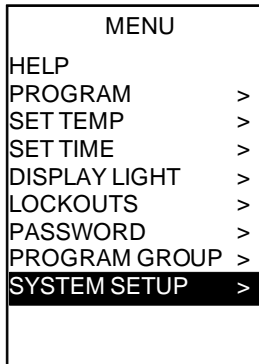 MENU
HELP
PROGRAM >
SET TEMP >
SET TIME >
DISPLAY LIGHT >
LOCKOUTS >
PASSWORD >
PROGRAM GROUP >
SYSTEM SETUP >